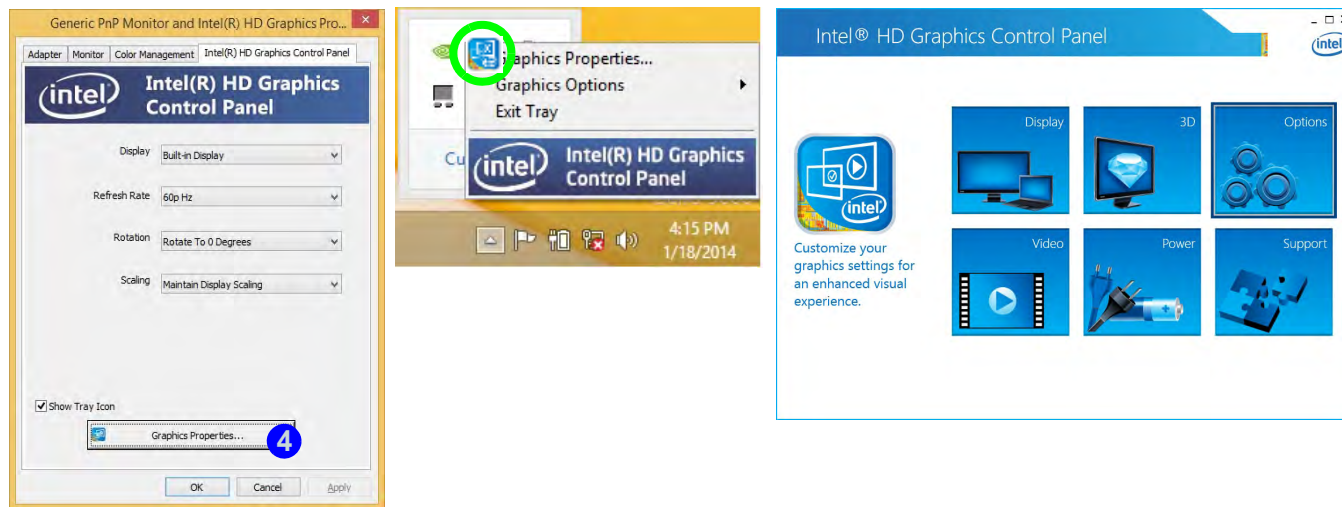 Generic PnP Monitor and Intel(R) HD Graphics Pro...
Adapter Monitor Color Management Intel(R) HD Graphics Control Panel
intel
Intel(R) HD Graphics
Control Panel
Display Built-in Display
Refresh Rate 60p Hz
Rotation Rotate To 0 Degrees
Scaling Maintain Display Scaling
Show Tray Icon
Graphics Properties... 4
OK Cancel Apply
aphics Properties...
Graphics Options
Exit Tray
Cu
intel
Intel(R) HD Graphics
Control Panel
4:15 PM
1/18/2014
Intel® HD Graphics Control Panel
intel
Display 3D Options
intel
Customize your
graphics settings for
an enhanced visual
experience.
Video Power Support